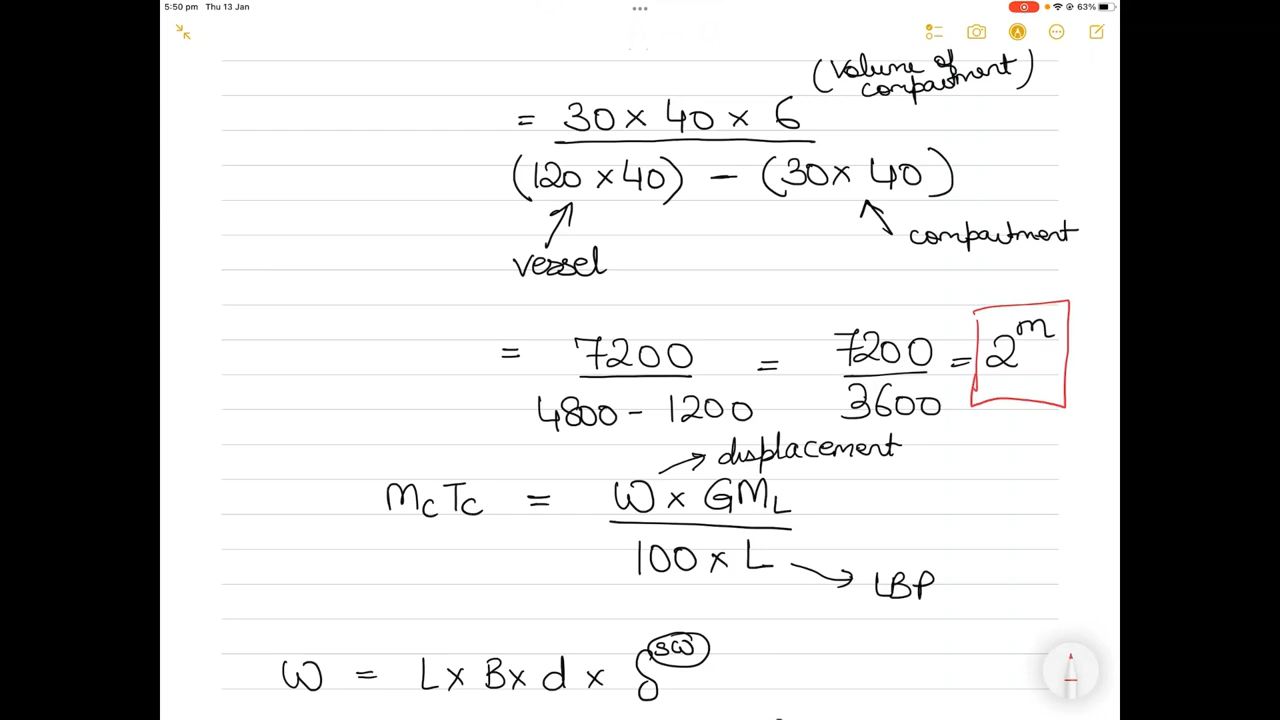 5:50 pm Thu 13 Jan
63%
(Volume of compartment)
= 30 × 40 × 6
(120 × 40) − (30 × 40)
compartment
vessel
= 7200 / 4800 − 1200 = 7200 / 3600 = 2ᵐ
displacement
MCTC = W × GML
100 × L
LBP
W = L × B × d × δ SW